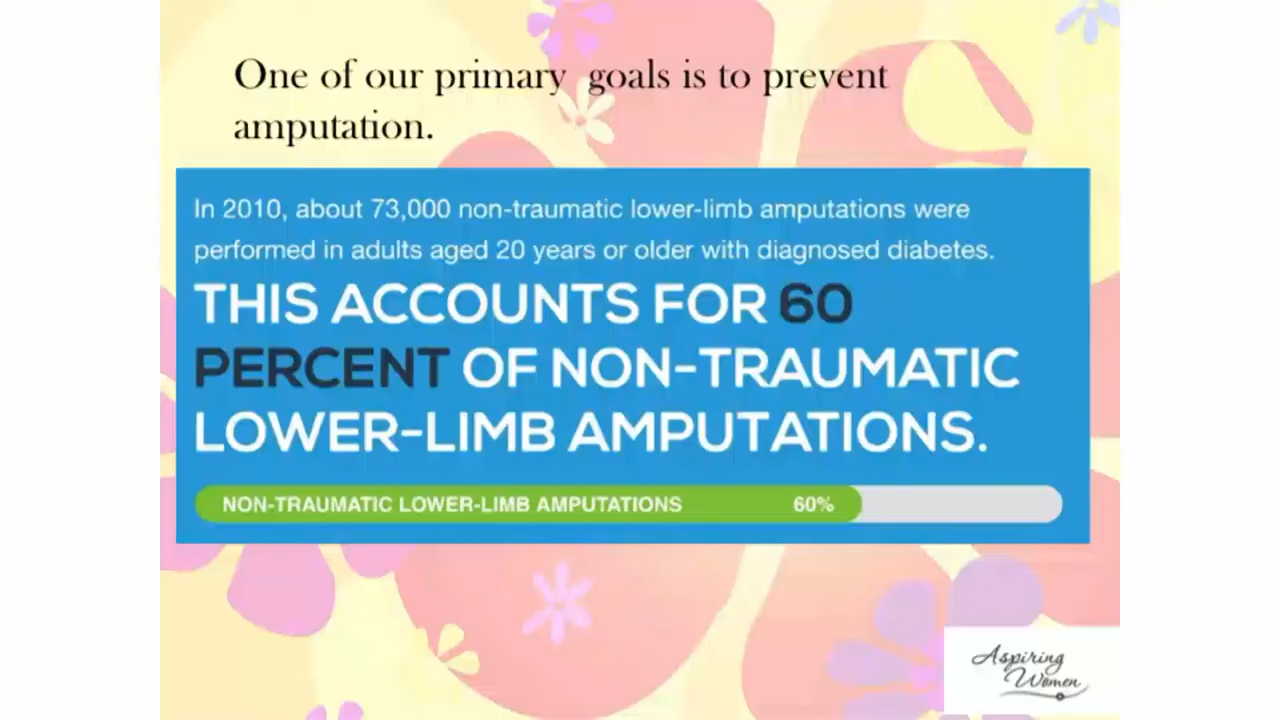 One of our primary goals is to prevent
amputation.
In 2010, about 73,000 non-traumatic lower-limb amputations were
performed in adults aged 20 years or older with diagnosed diabetes.
THIS ACCOUNTS FOR 60
PERCENT OF NON-TRAUMATIC
LOWER-LIMB AMPUTATIONS.
NON-TRAUMATIC LOWER-LIMB AMPUTATIONS 60%
Aspiring
Women